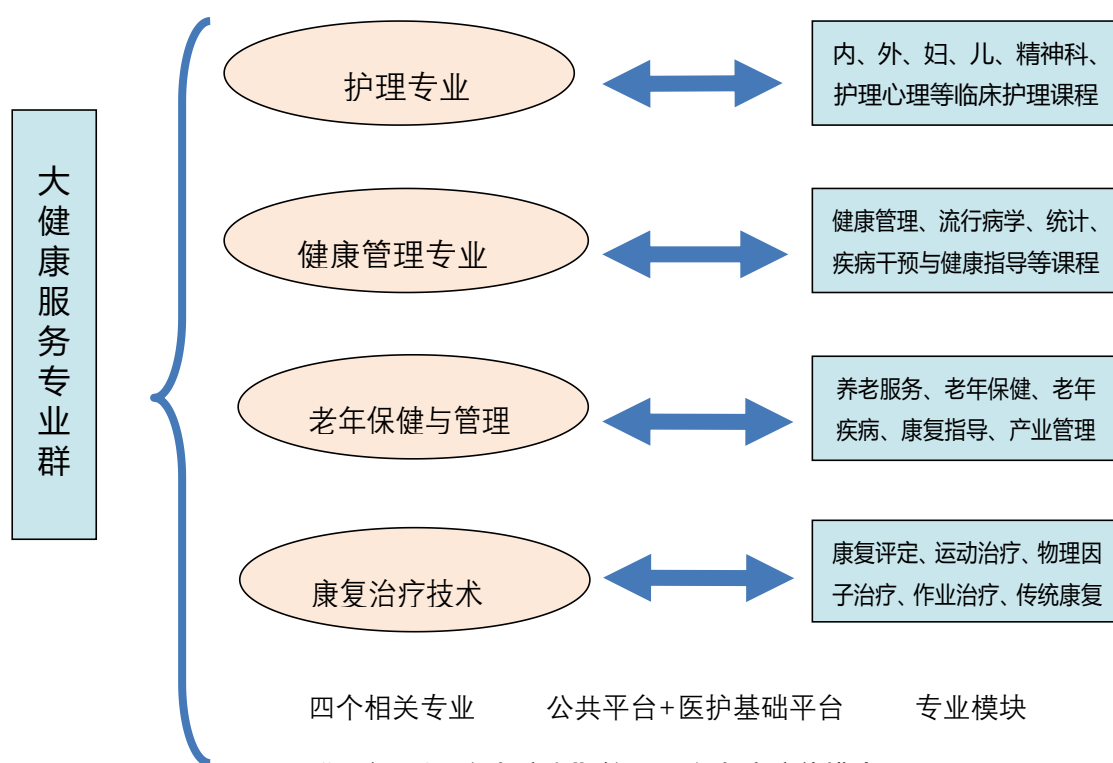 大健康服务专业群
护理专业
内、外、妇、儿、精神科、
护理心理等临床护理课程
健康管理专业
健康管理、流行病学、统计、
疾病干预与健康指导等课程
老年保健与管理
养老服务、老年保健、老年
疾病、康复指导、产业管理
康复治疗技术
康复评定、运动治疗、物理因
子治疗、作业治疗、传统康复
四个相关专业 公共平台+医护基础平台 专业模块